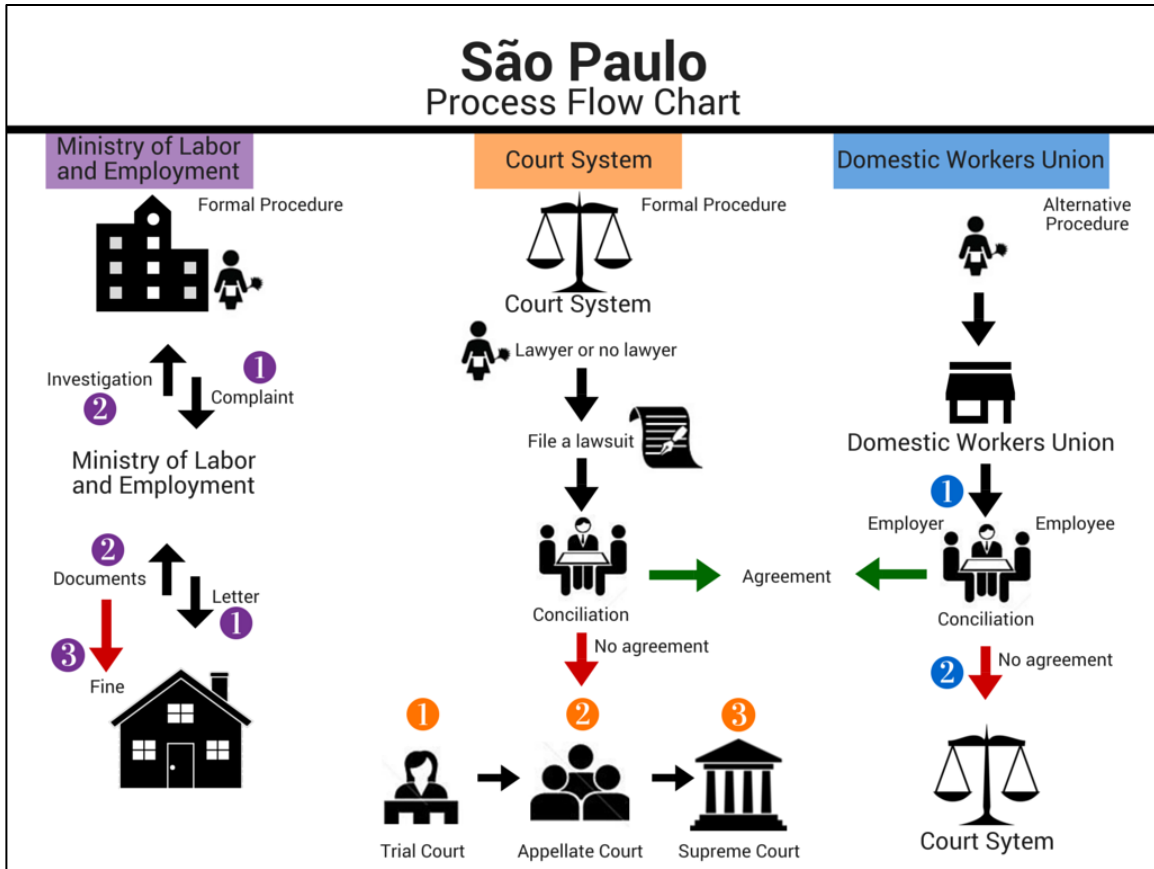 São Paulo
Process Flow Chart
Ministry of Labor
and Employment
Formal Procedure
1
Investigation
2
Complaint
Ministry of Labor
and Employment
2
Documents
Letter
1
3
Fine
Court System
Formal Procedure
Court System
Lawyer or no lawyer
File a lawsuit
Conciliation
Agreement
No agreement
1
2
3
Trial Court
Appellate Court
Supreme Court
Domestic Workers Union
Alternative
Procedure
Domestic Workers Union
1
Employer
Employee
Conciliation
2
No agreement
Court Sytem